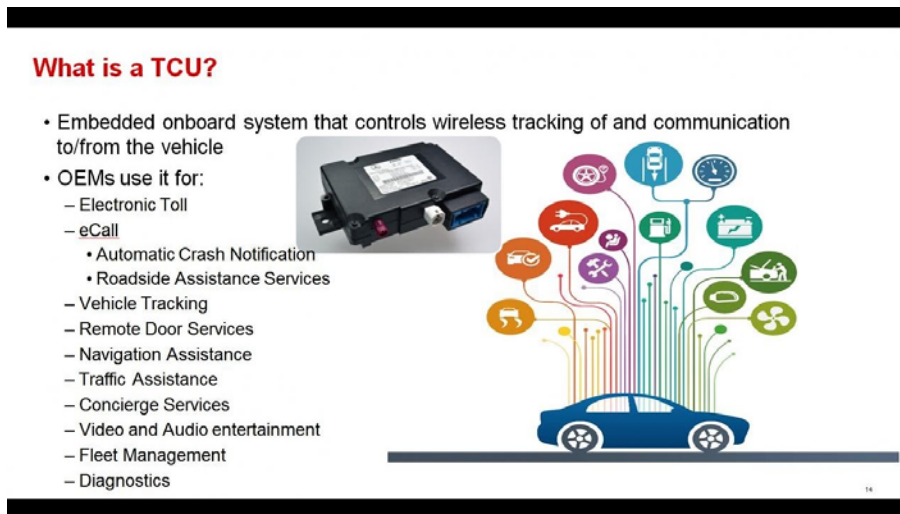 What is a TCU?
• Embedded onboard system that controls wireless tracking of and communication
to/from the vehicle
• OEMs use it for:
– Electronic Toll
– eCall
• Automatic Crash Notification
• Roadside Assistance Services
– Vehicle Tracking
– Remote Door Services
– Navigation Assistance
– Traffic Assistance
– Concierge Services
– Video and Audio entertainment
– Fleet Management
– Diagnostics
14